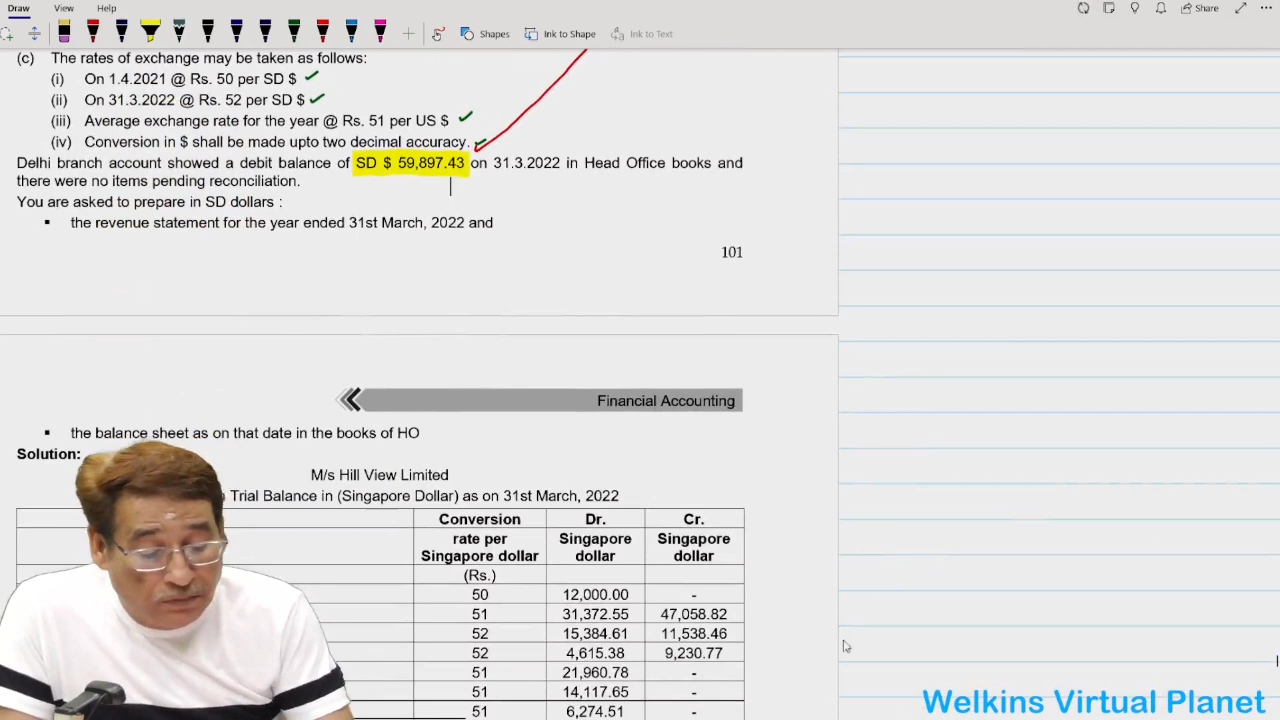 Draw View Help
Share
Shapes Ink to Shape Ink to Text
(c) The rates of exchange may be taken as follows:
(i) On 1.4.2021 @ Rs. 50 per SD $
(ii) On 31.3.2022 @ Rs. 52 per SD $
(iii) Average exchange rate for the year @ Rs. 51 per US $
(iv) Conversion in $ shall be made upto two decimal accuracy.
Delhi branch account showed a debit balance of SD $ 59,897.43 on 31.3.2022 in Head Office books and
there were no items pending reconciliation.
You are asked to prepare in SD dollars :
▪ the revenue statement for the year ended 31st March, 2022 and
101
Financial Accounting
▪ the balance sheet as on that date in the books of HO
Solution:
M/s Hill View Limited
Trial Balance in (Singapore Dollar) as on 31st March, 2022
Conversion Dr. Cr.
rate per Singapore Singapore
Singapore dollar dollar dollar
(Rs.)
50 12,000.00 -
51 31,372.55 47,058.82
52 15,384.61 11,538.46
52 4,615.38 9,230.77
51 21,960.78 -
51 14,117.65 -
51 6,274.51 -
Welkins Virtual Planet